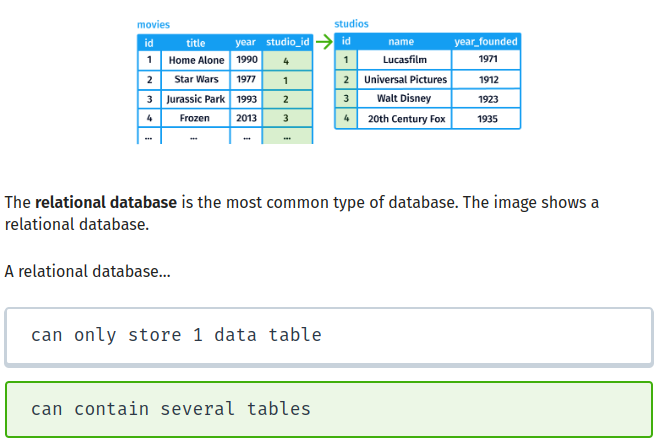 movies
id title year studio_id
1 Home Alone 1990 4
2 Star Wars 1977 1
3 Jurassic Park 1993 2
4 Frozen 2013 3
... ... ... ...
studios
id name year_founded
1 Lucasfilm 1971
2 Universal Pictures 1912
3 Walt Disney 1923
4 20th Century Fox 1935
The relational database is the most common type of database. The image shows a
relational database.
A relational database...
can only store 1 data table
can contain several tables